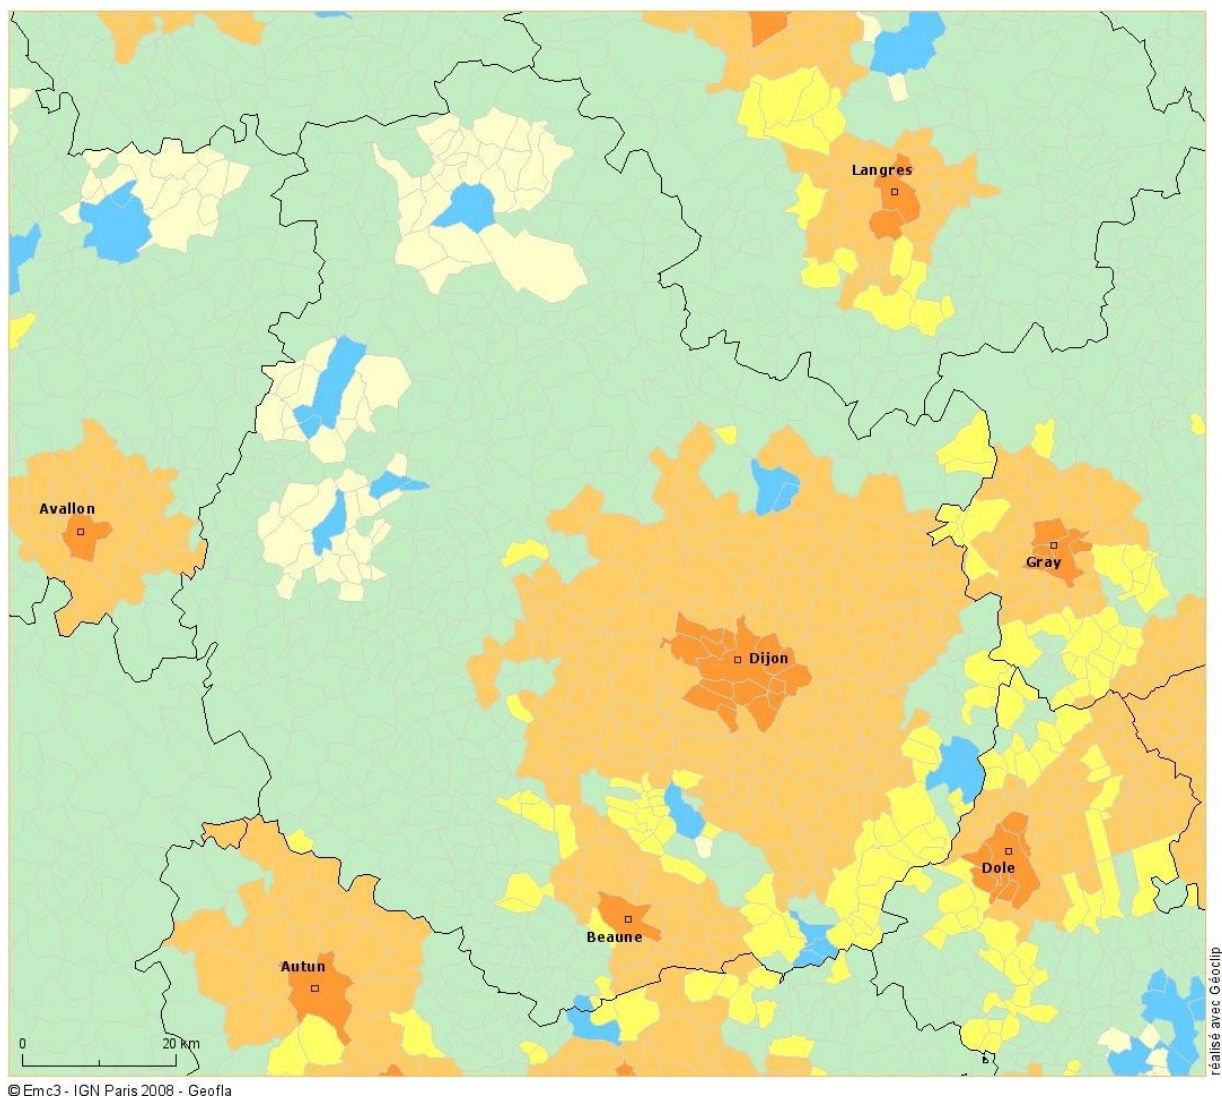 Langres
Avallon
Gray
Dijon
Dole
Beaune
Autun
0 20 km
réalisé avec Géoclip
© Emc3 - IGN Paris 2008 - Geofla